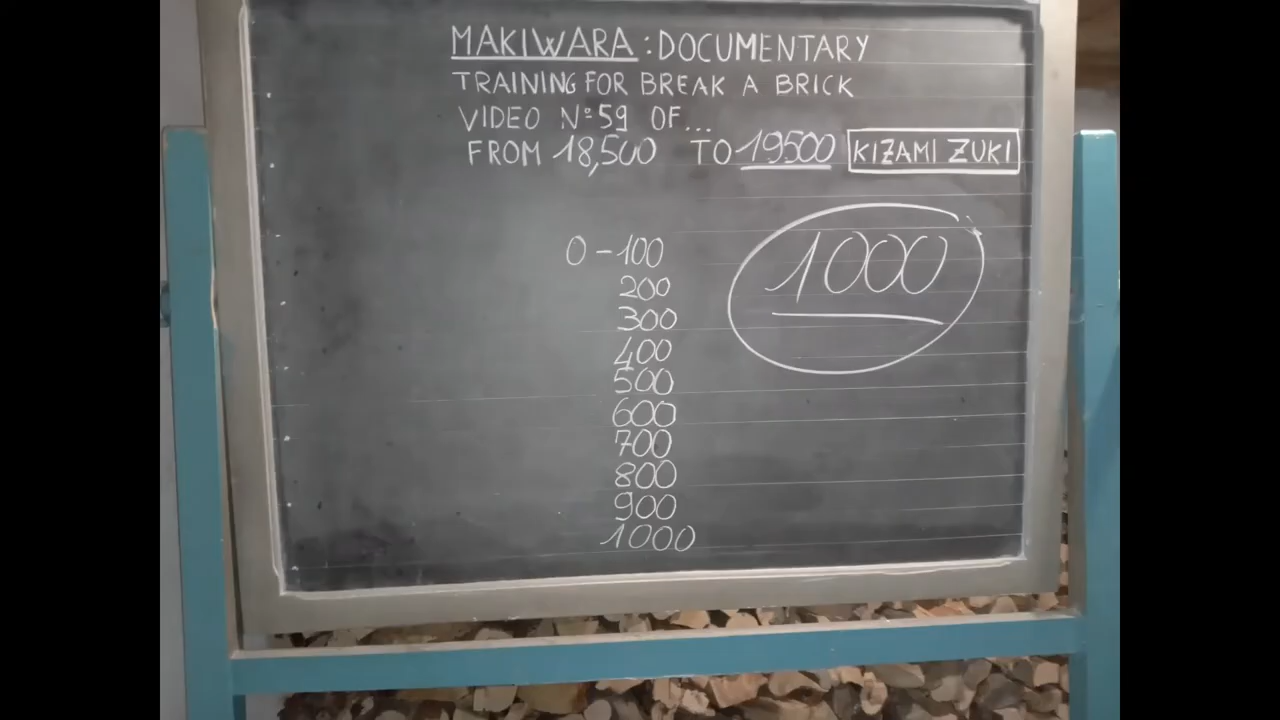 MAKIWARA : DOCUMENTARY
TRAINING FOR BREAK A BRICK
VIDEO N° 59 OF...
FROM 18,500 TO 19500 KIZAMI ZUKI
0 - 100
1000
200
300
400
500
600
700
800
900
1000